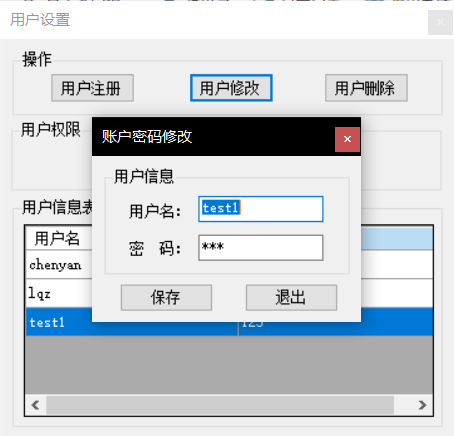 用户设置
操作
用户注册 用户修改 用户删除
用户权限
账户密码修改
用户信息
用户名： test1
密 码： ***
保存 退出
用户信息表
用户名
chenyan
lqz
test1 123